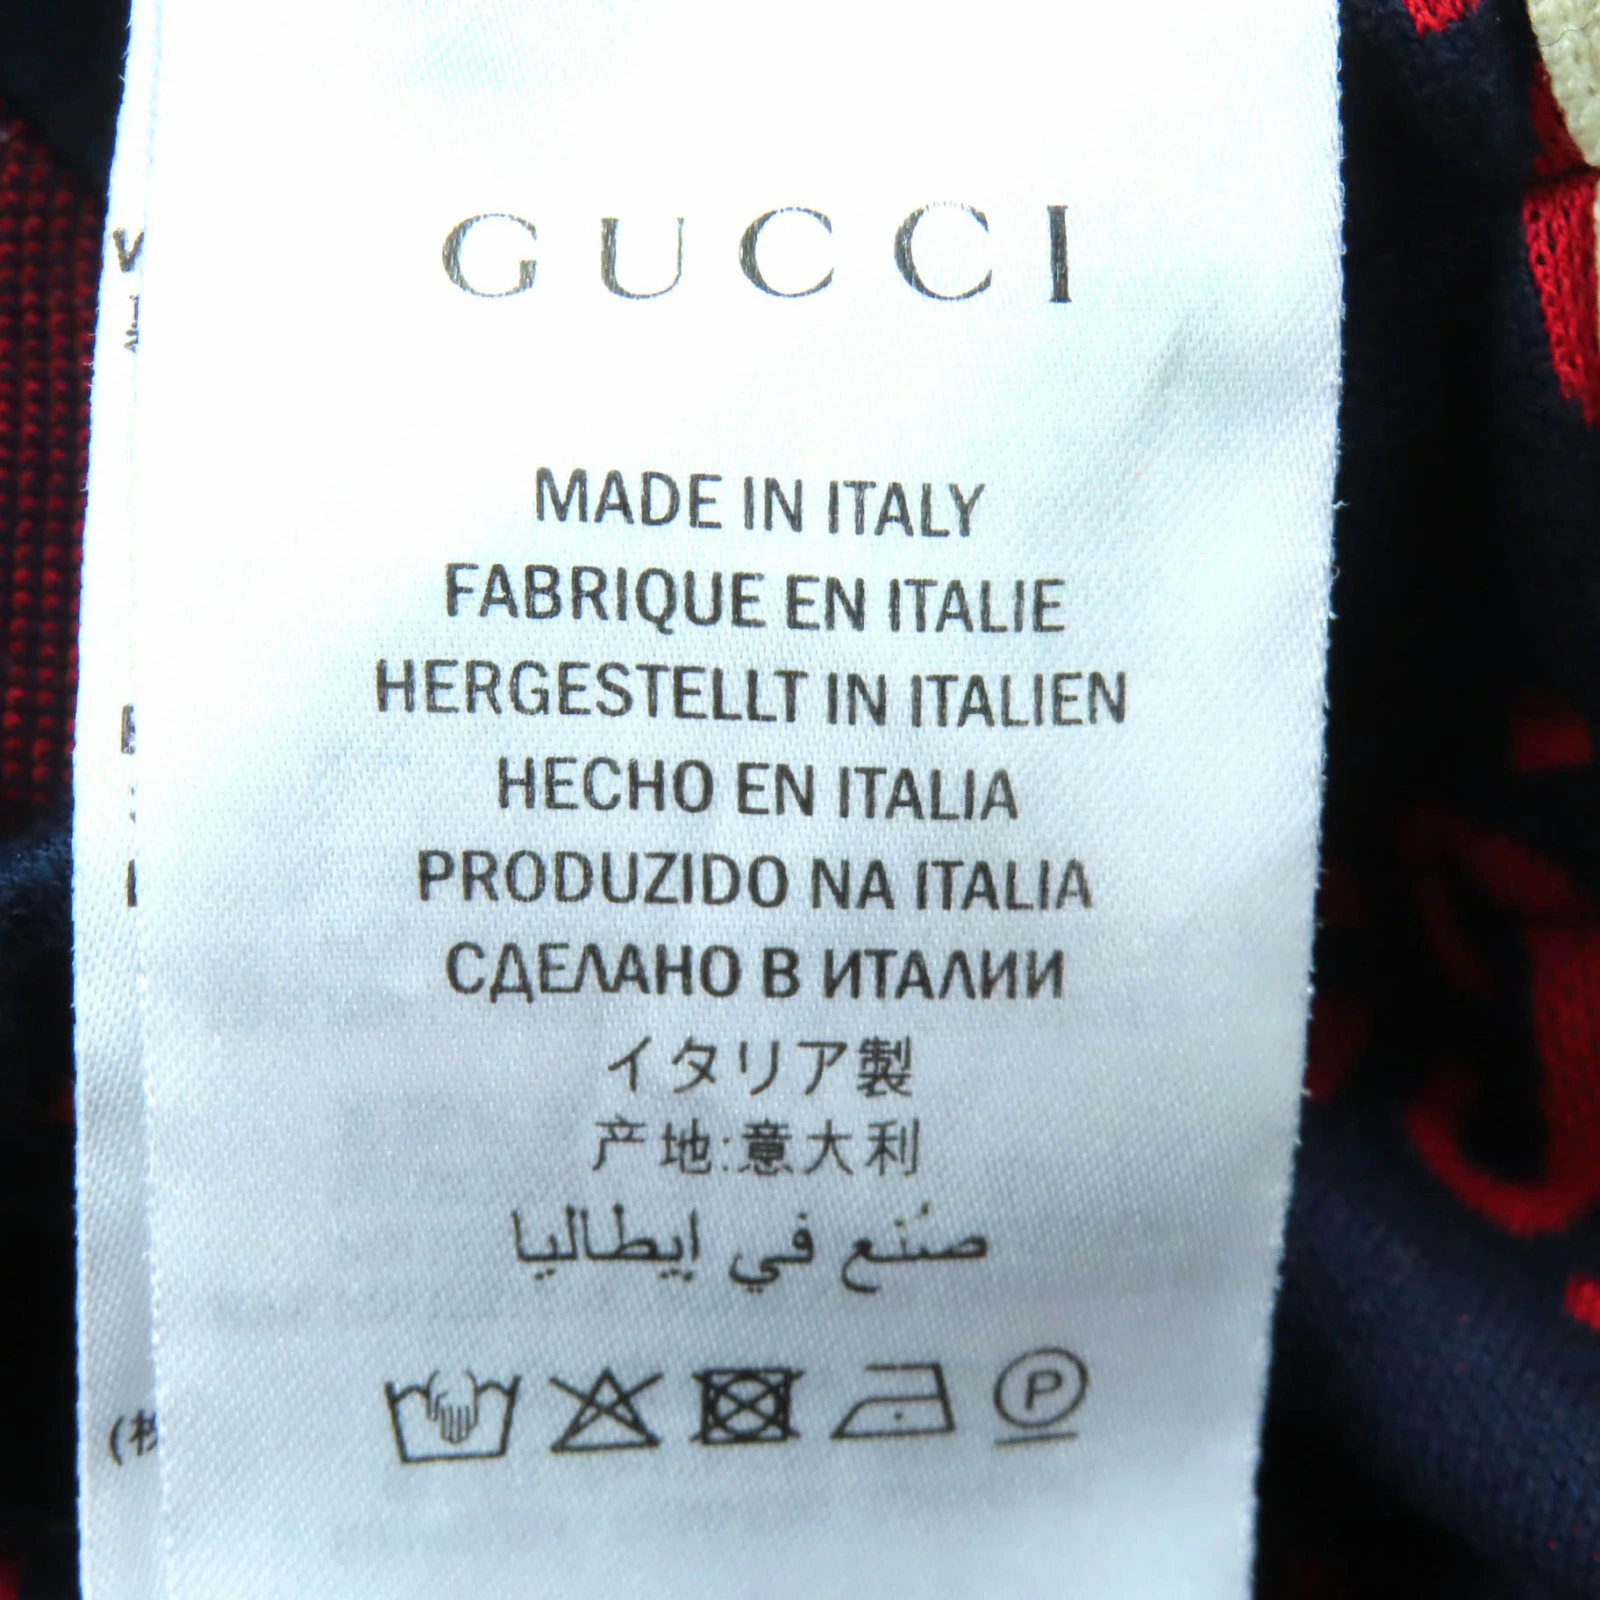 GUCCI
MADE IN ITALY
FABRIQUE EN ITALIE
HERGESTELLT IN ITALIEN
HECHO EN ITALIA
PRODUZIDO NA ITALIA
СДЕЛАНО В ИТАЛИИ
イタリア製
产地:意大利
صُنع في إيطاليا
P